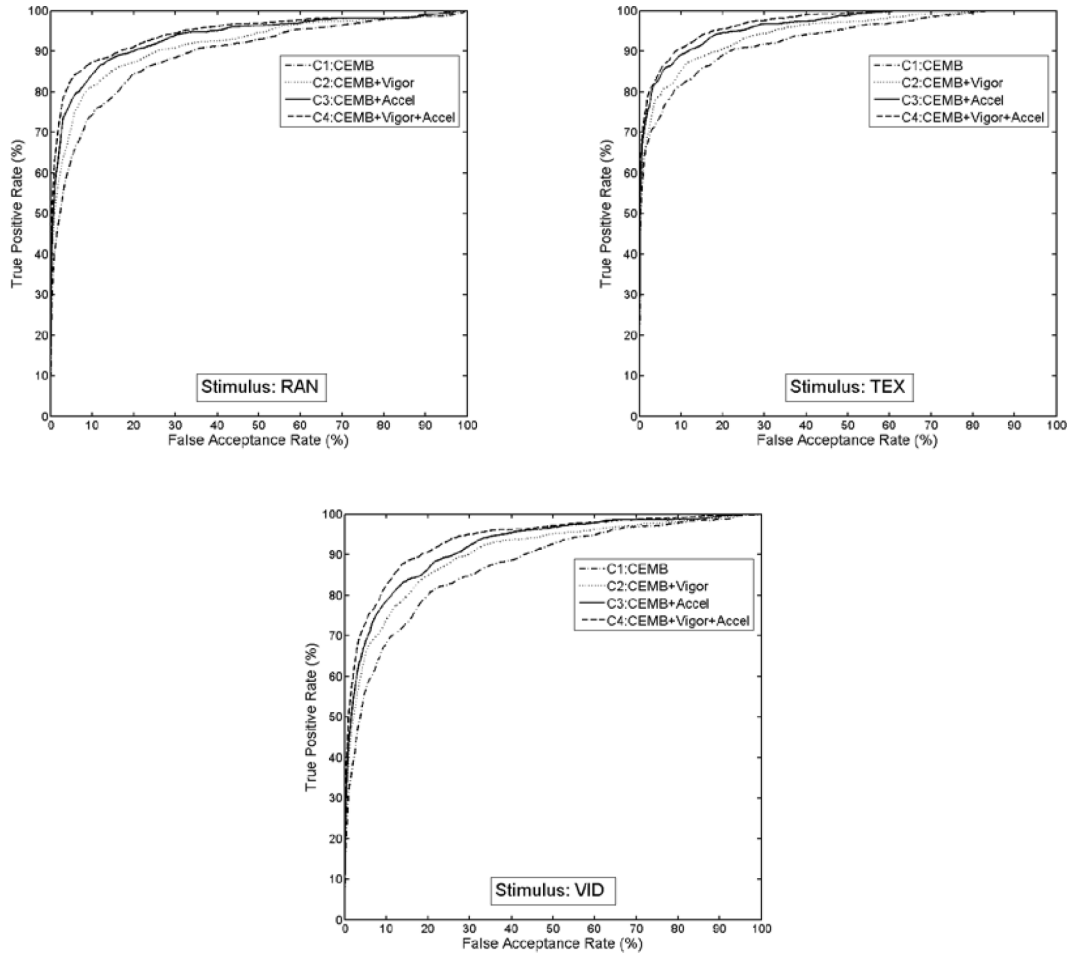 100
90
80
70
60
50
40
30
20
10
0
True Positive Rate (%)
C1:CEMB
C2:CEMB+Vigor
C3:CEMB+Accel
C4:CEMB+Vigor+Accel
Stimulus: RAN
0 10 20 30 40 50 60 70 80 90 100
False Acceptance Rate (%)
100
90
80
70
60
50
40
30
20
10
0
True Positive Rate (%)
C1:CEMB
C2:CEMB+Vigor
C3:CEMB+Accel
C4:CEMB+Vigor+Accel
Stimulus: TEX
0 10 20 30 40 50 60 70 80 90 100
False Acceptance Rate (%)
100
90
80
70
60
50
40
30
20
10
0
True Positive Rate (%)
C1:CEMB
C2:CEMB+Vigor
C3:CEMB+Accel
C4:CEMB+Vigor+Accel
Stimulus: VID
0 10 20 30 40 50 60 70 80 90 100
False Acceptance Rate (%)